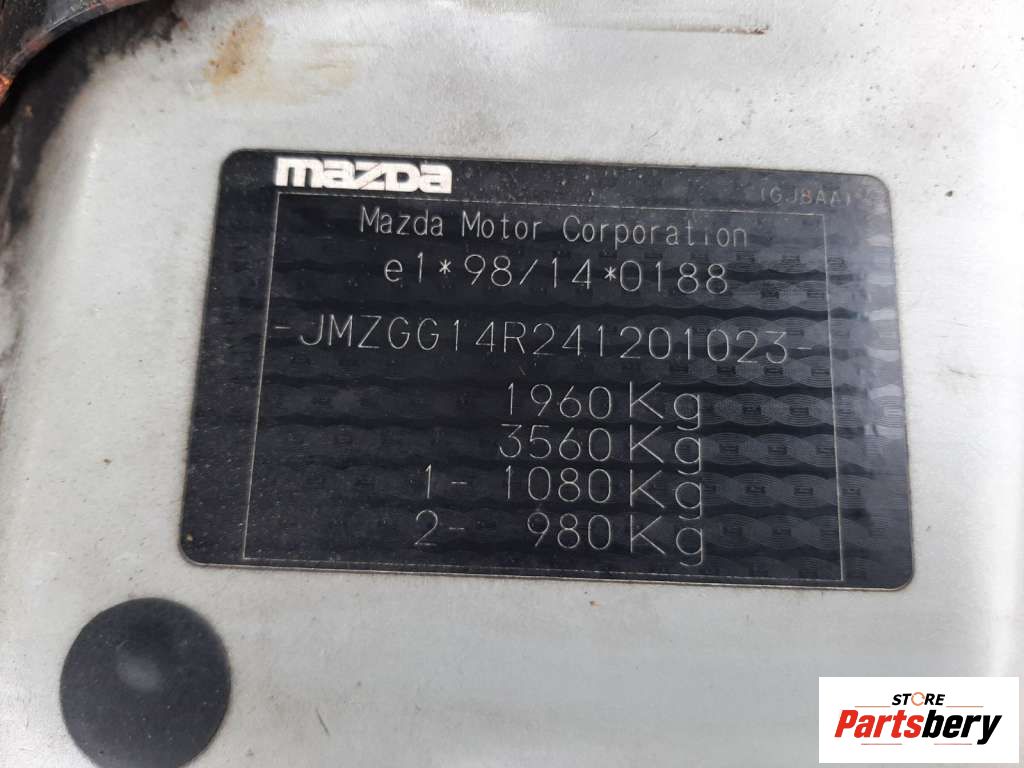 mazda
(GJ8AA)
Mazda Motor Corporation
e1*98/14*0188
-JMZGG14R241201023-
1960Kg
3560Kg
1- 1080Kg
2- 980Kg
STORE
Partsbery